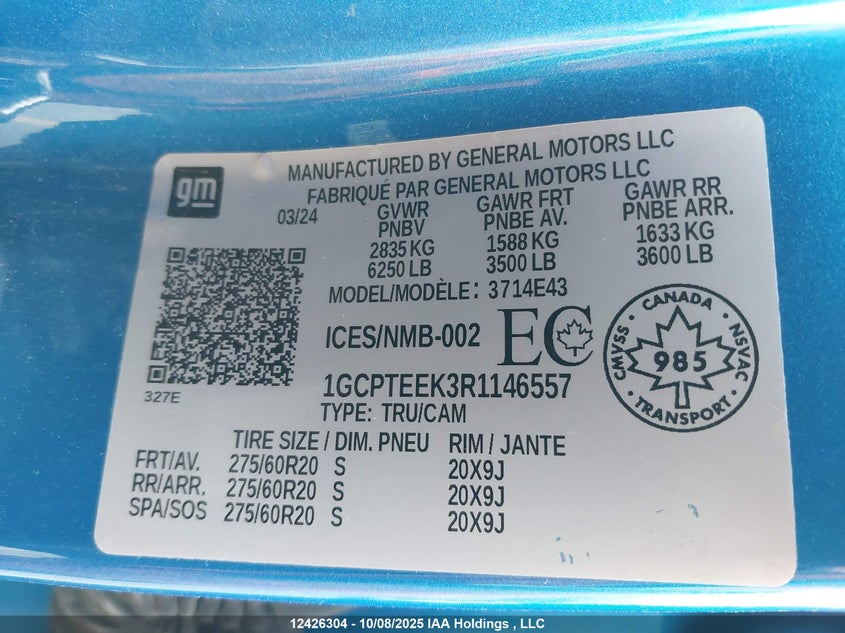 gm
MANUFACTURED BY GENERAL MOTORS LLC
FABRIQUÉ PAR GENERAL MOTORS LLC
03/24
GVWR
PNBV
2835 KG
6250 LB
GAWR FRT
PNBE AV.
1588 KG
3500 LB
GAWR RR
PNBE ARR.
1633 KG
3600 LB
MODEL/MODÈLE: 3714E43
ICES/NMB-002
EC
CANADA
CMVSS
NSVAC
985
TRANSPORT
327E
1GCPTEEK3R1146557
TYPE: TRU/CAM
TIRE SIZE / DIM. PNEU RIM / JANTE
FRT/AV. 275/60R20 S 20X9J
RR/ARR. 275/60R20 S 20X9J
SPA/SOS 275/60R20 S 20X9J
12426304 - 10/08/2025 IAA Holdings , LLC